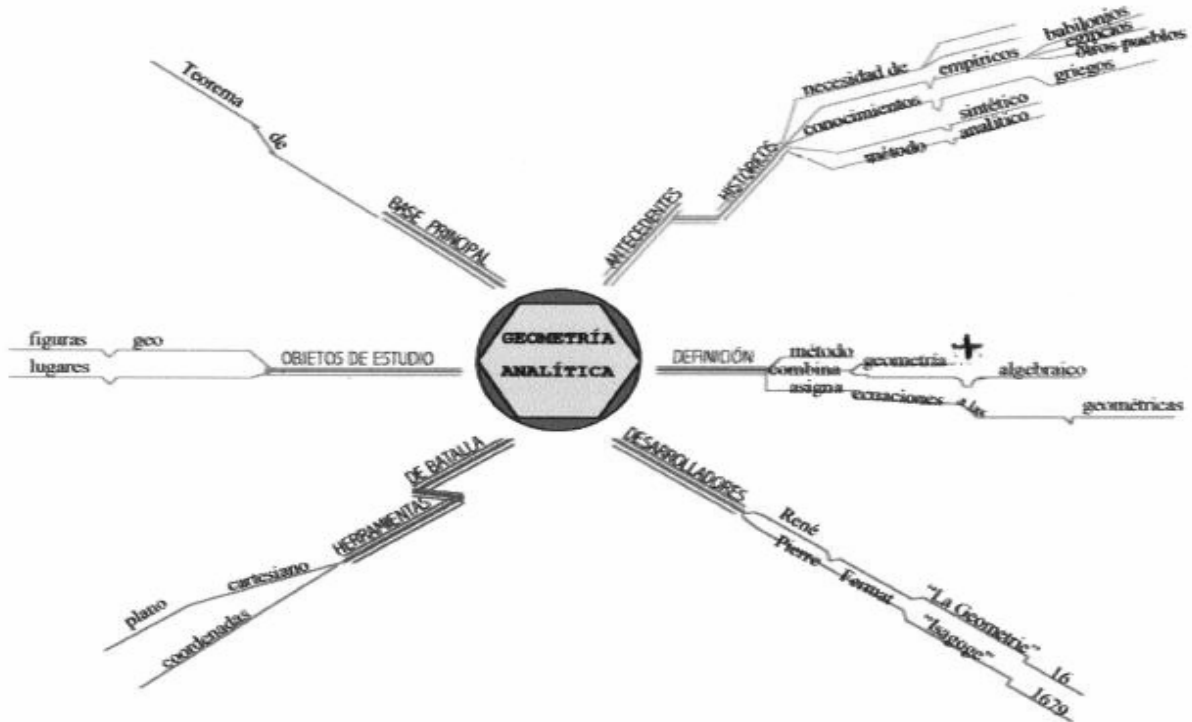 GEOMETRÍA
ANALÍTICA
BASE PRINCIPAL
Teorema
de
ANTECEDENTES
HISTÓRICOS
necesidad de
conocimientos
empíricos
babilonios
egipcios
otros pueblos
griegos
método
sintético
analítico
DEFINICIÓN
método
combina
geometría
+
algebraico
asigna
ecuaciones
a las
geométricas
DESARROLLADORES
René
"La Geometrie"
16
Pierre
Fermat
"Isagoge"
1679
DE BATALLA
HERRAMIENTAS
cartesiano
plano
coordenadas
OBJETOS DE ESTUDIO
geo
figuras
lugares